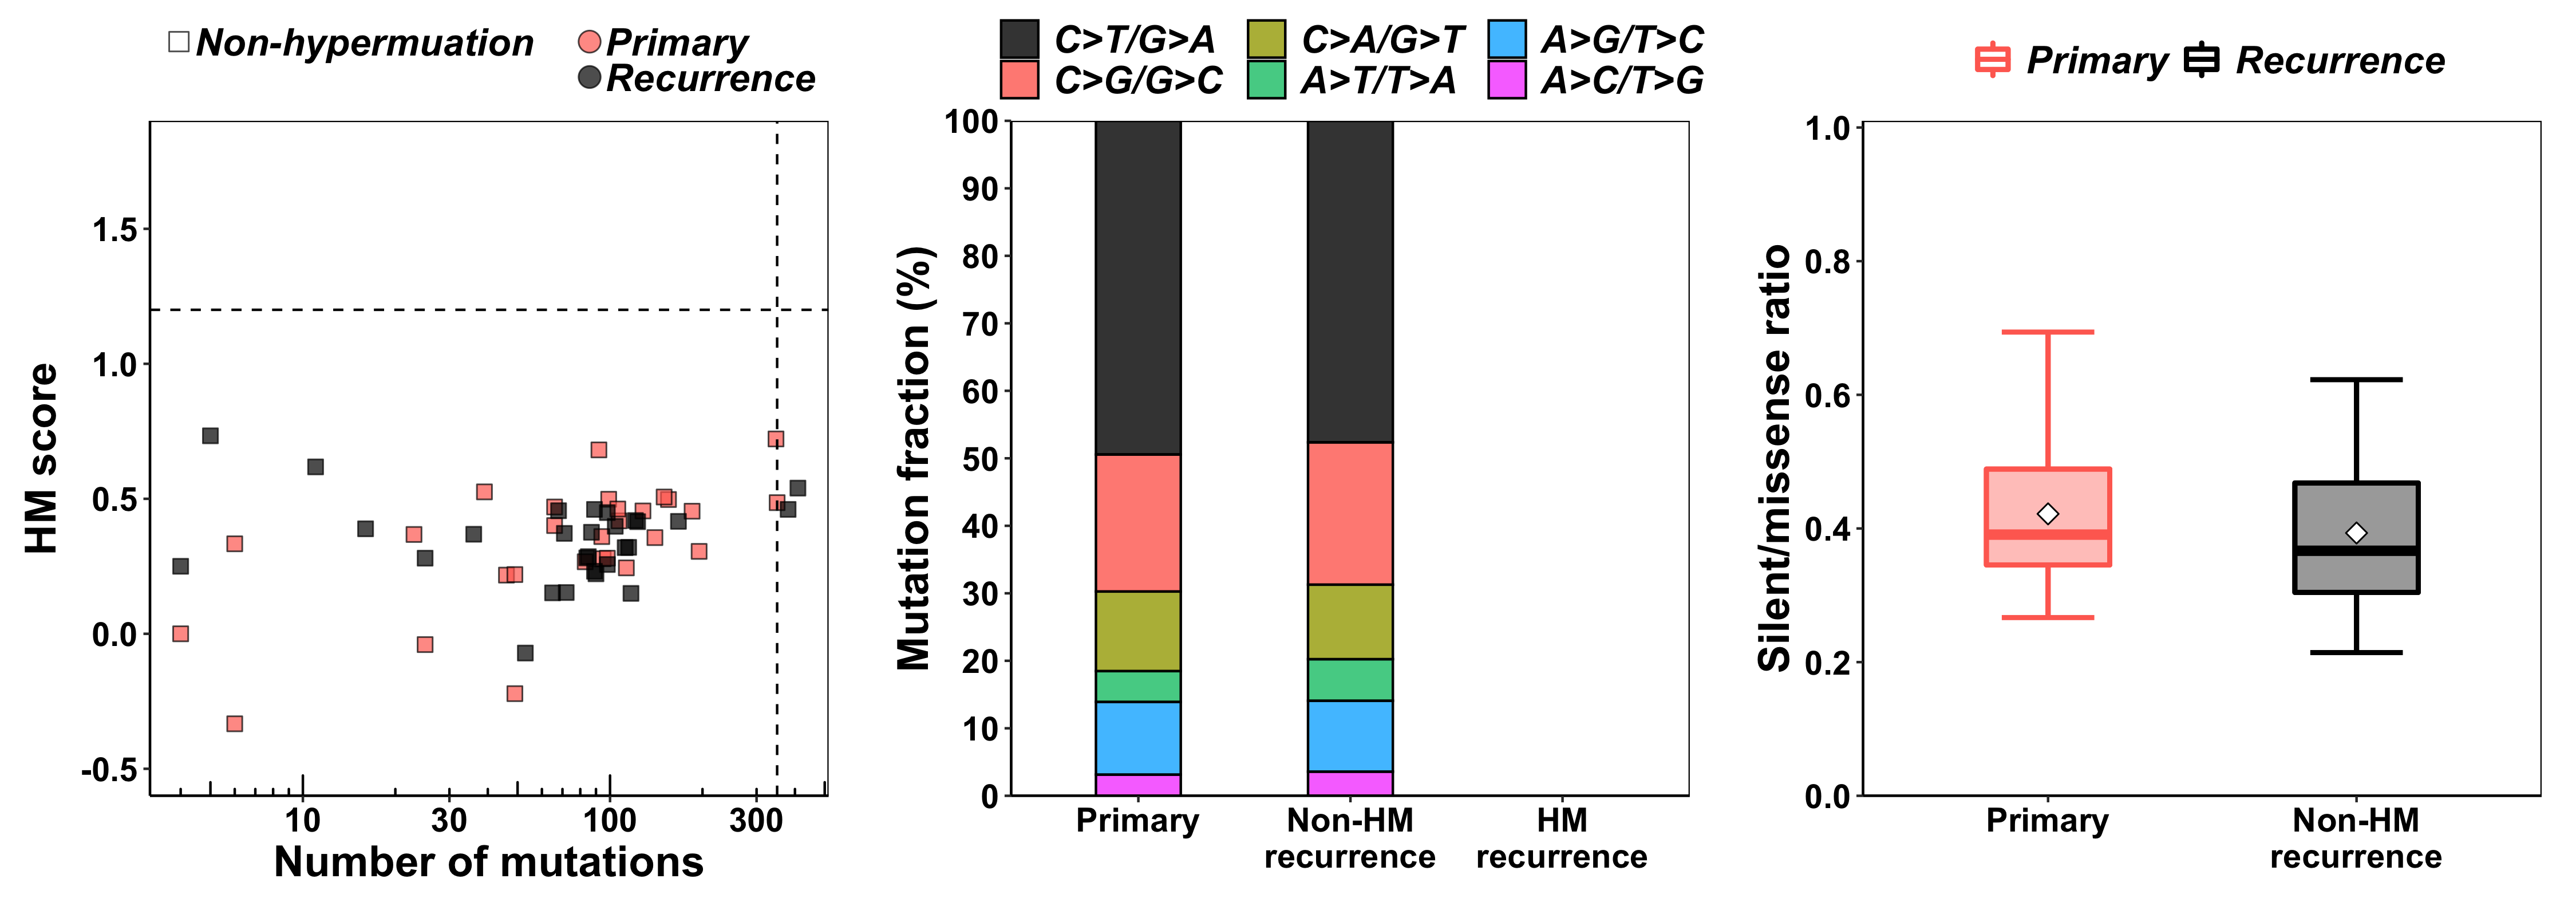 Non-hypermuation
Primary
Recurrence
1.5
1.0
0.5
0.0
-0.5
HM score
10 30 100 300
Number of mutations
C>T/G>A C>A/G>T A>G/T>C
C>G/G>C A>T/T>A A>C/T>G
100
90
80
70
60
50
40
30
20
10
0
Mutation fraction (%)
Primary Non-HM HM
recurrence recurrence
Primary Recurrence
1.0
0.8
0.6
0.4
0.2
0.0
Silent/missense ratio
Primary Non-HM
recurrence